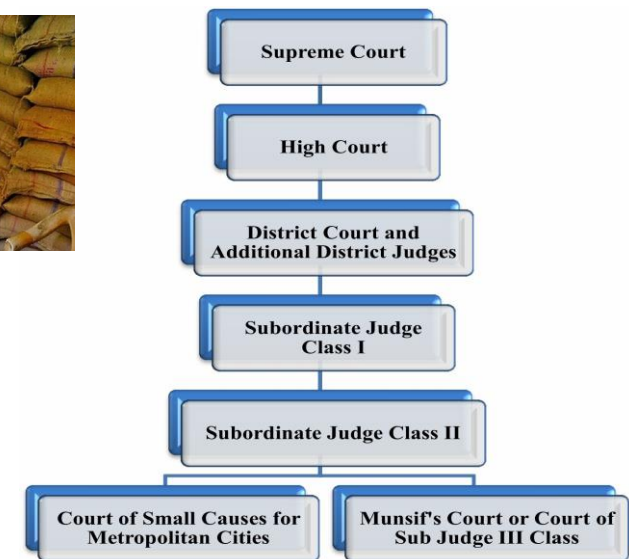 Supreme Court
High Court
District Court and
Additional District Judges
Subordinate Judge
Class I
Subordinate Judge Class II
Court of Small Causes for
Metropolitan Cities
Munsif's Court or Court of
Sub Judge III Class